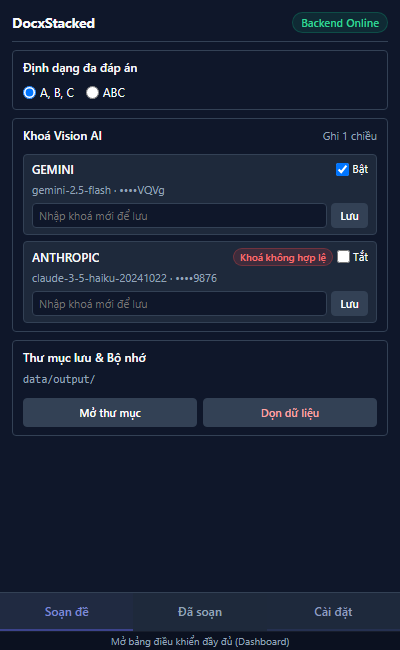 DocxStacked
Backend Online
Định dạng đa đáp án
A, B, C
ABC
Khoá Vision AI
Ghi 1 chiều
GEMINI
Bật
gemini-2.5-flash · ••••VQVg
Nhập khoá mới để lưu
Lưu
ANTHROPIC
Khoá không hợp lệ
Tắt
claude-3-5-haiku-20241022 · ••••9876
Nhập khoá mới để lưu
Lưu
Thư mục lưu & Bộ nhớ
data/output/
Mở thư mục
Dọn dữ liệu
Soạn đề
Đã soạn
Cài đặt
Mở bảng điều khiển đầy đủ (Dashboard)